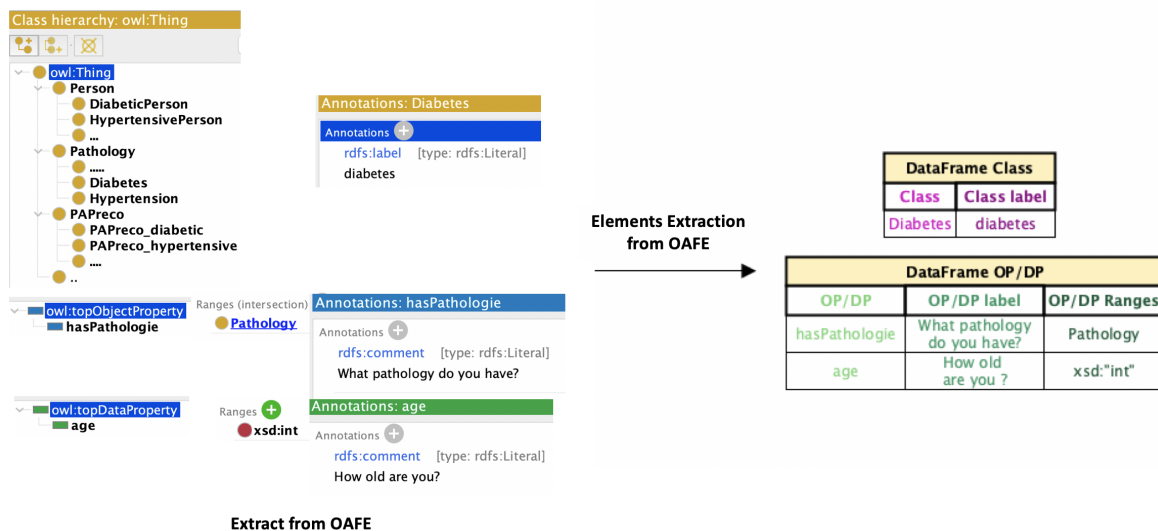 Class hierarchy: owl:Thing
owl:Thing
Person
DiabeticPerson
HypertensivePerson
...
Pathology
.....
Diabetes
Hypertension
PAPreco
PAPreco_diabetic
PAPreco_hypertensive
....
..
Annotations: Diabetes
Annotations
rdfs:label [type: rdfs:Literal]
diabetes
owl:topObjectProperty
hasPathologie
Ranges (intersection)
Pathology
Annotations: hasPathologie
Annotations
rdfs:comment [type: rdfs:Literal]
What pathology do you have?
owl:topDataProperty
age
Ranges
xsd:int
Annotations: age
Annotations
rdfs:comment [type: rdfs:Literal]
How old are you?
Extract from OAFE
Elements Extraction
from OAFE
DataFrame Class
Class Class label
Diabetes diabetes
DataFrame OP/DP
OP/DP OP/DP label OP/DP Ranges
hasPathologie What pathology do you have? Pathology
age How old are you ? xsd:"int"